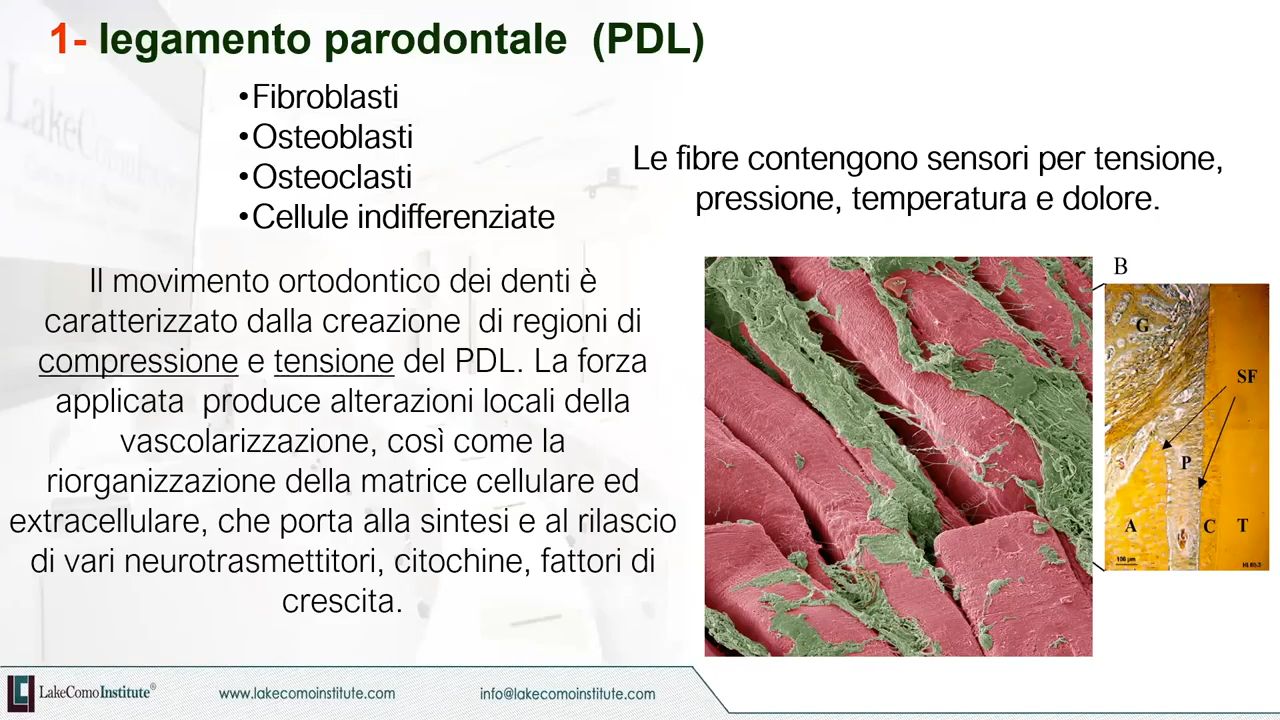 1- legamento parodontale (PDL)
•Fibroblasti
•Osteoblasti
•Osteoclasti
•Cellule indifferenziate
Le fibre contengono sensori per tensione,
pressione, temperatura e dolore.
Il movimento ortodontico dei denti è
caratterizzato dalla creazione di regioni di
compressione e tensione del PDL. La forza
applicata produce alterazioni locali della
vascolarizzazione, così come la
riorganizzazione della matrice cellulare ed
extracellulare, che porta alla sintesi e al rilascio
di vari neurotrasmettitori, citochine, fattori di
crescita.
B
G
SF
P
A
C
T
100 µm
LakeComoInstitute®
www.lakecomoinstitute.com
info@lakecomoinstitute.com